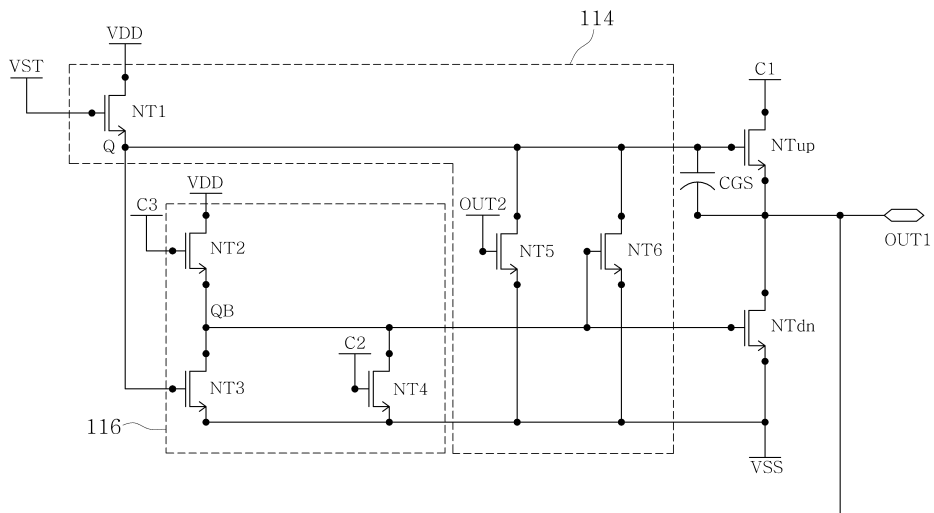 114
VDD
VST
C1
NT1
NTup
Q
CGS
VDD
C3
OUT2
OUT1
NT2
NT5
NT6
QB
NTdn
C2
NT3
NT4
116
VSS